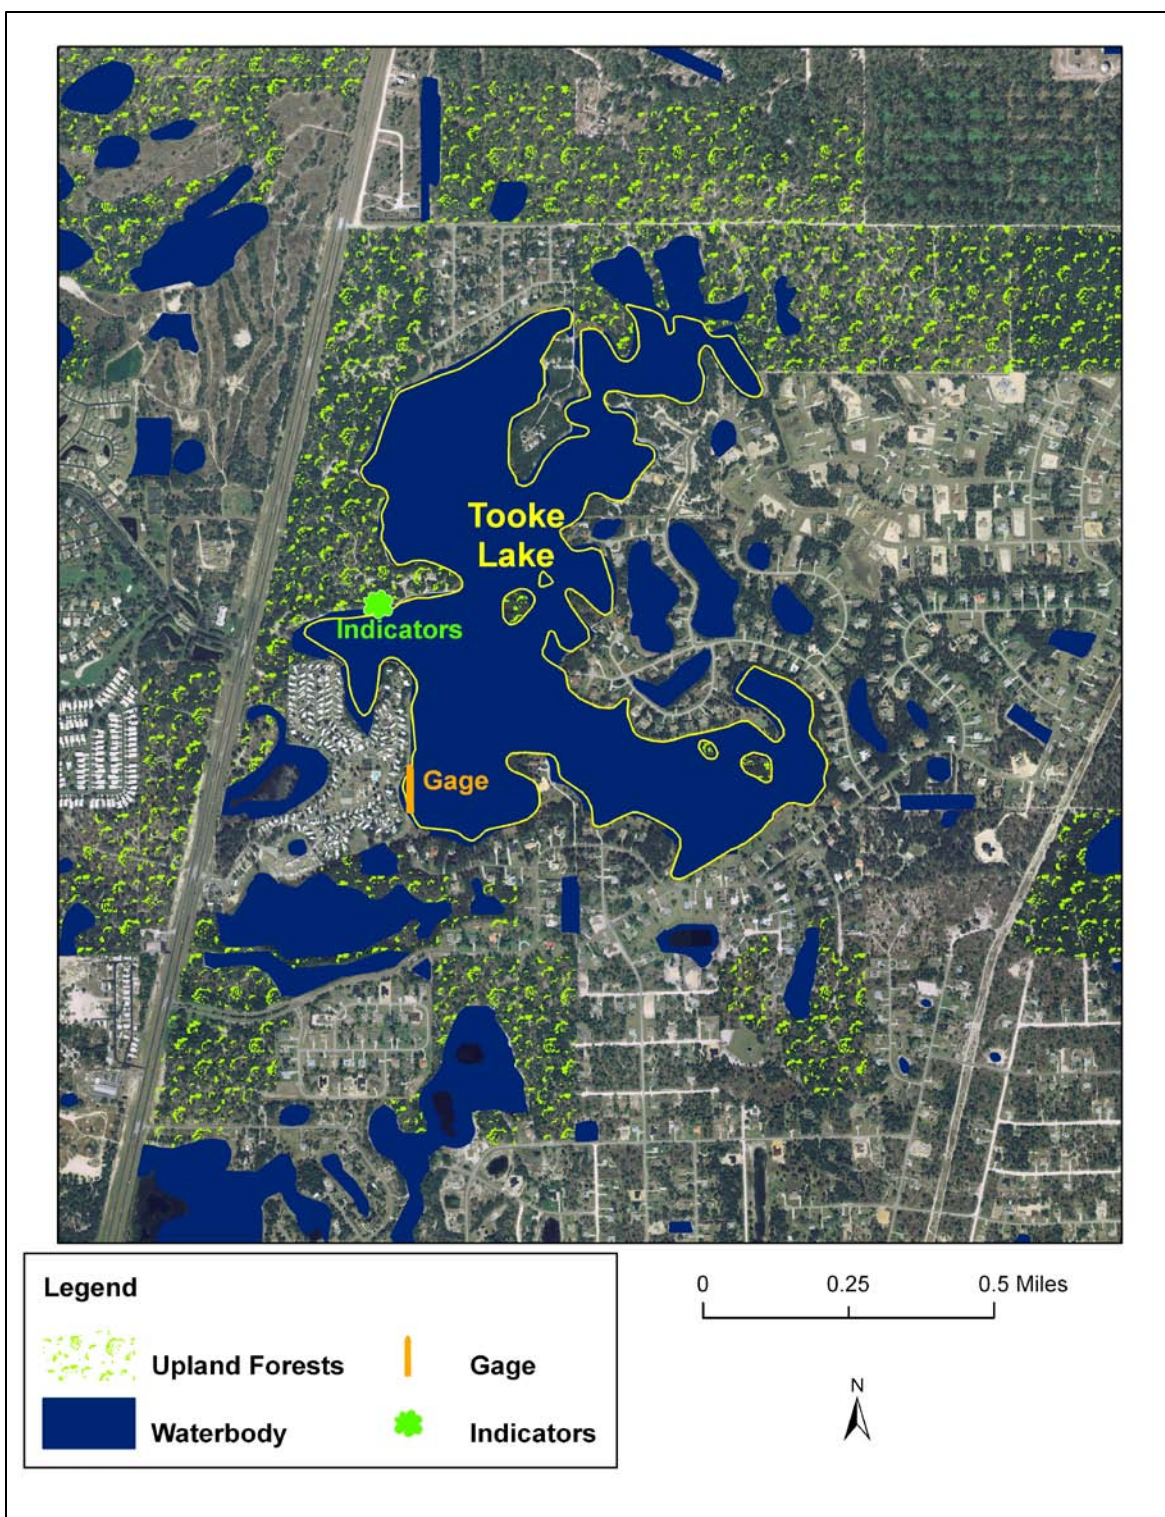 Tooke
Lake
Indicators
Gage
Legend
Upland Forests
Gage
Waterbody
Indicators
0 0.25 0.5 Miles
N